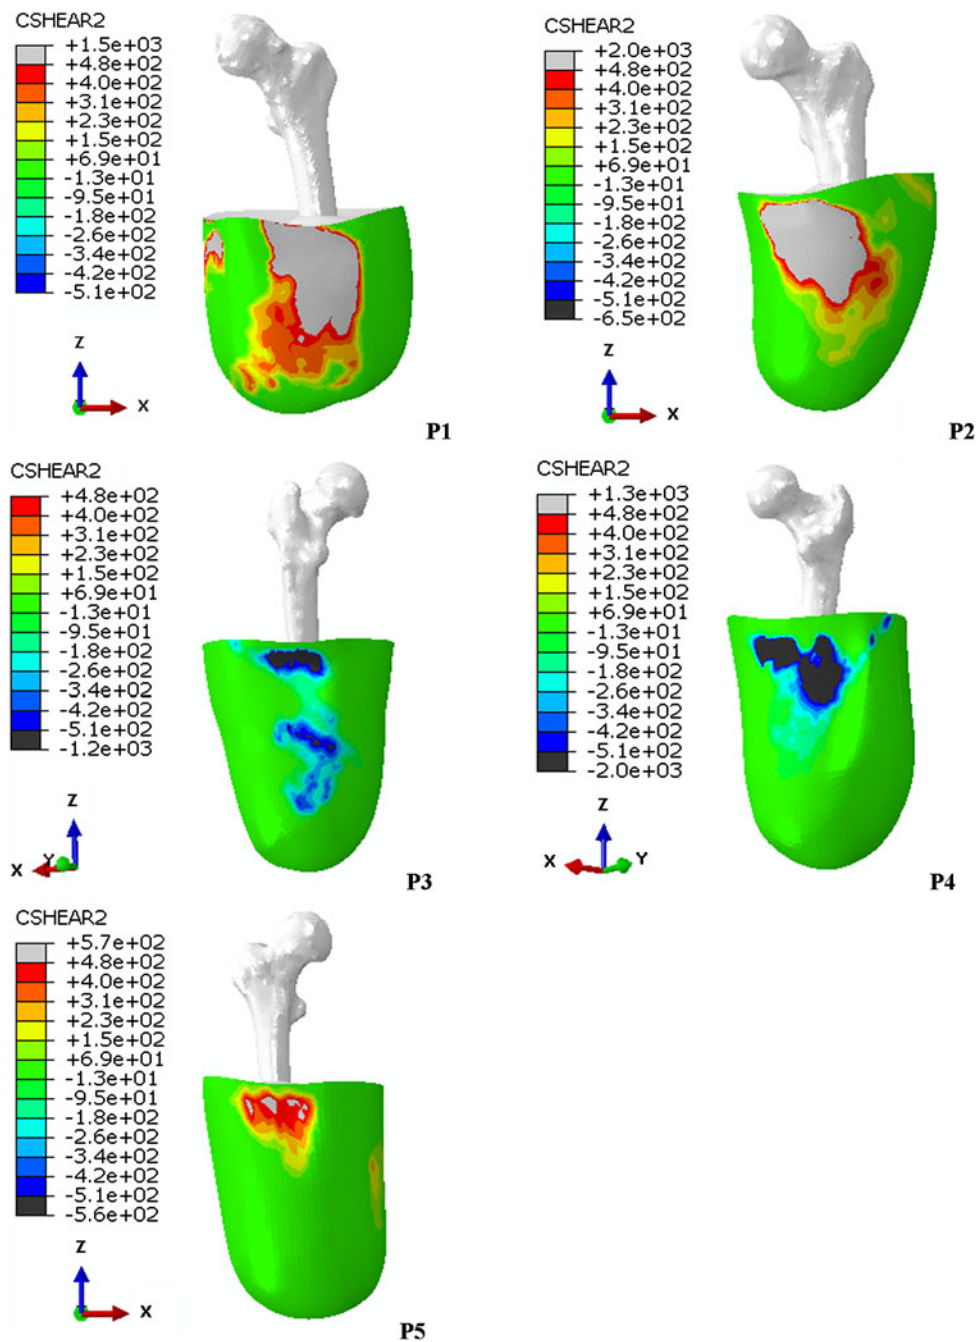 CSHEAR2
+1.5e+03
+4.8e+02
+4.0e+02
+3.1e+02
+2.3e+02
+1.5e+02
+6.9e+01
-1.3e+01
-9.5e+01
-1.8e+02
-2.6e+02
-3.4e+02
-4.2e+02
-5.1e+02
Z
X
P1
CSHEAR2
+2.0e+03
+4.8e+02
+4.0e+02
+3.1e+02
+2.3e+02
+1.5e+02
+6.9e+01
-1.3e+01
-9.5e+01
-1.8e+02
-2.6e+02
-3.4e+02
-4.2e+02
-5.1e+02
-6.5e+02
Z
X
P2
CSHEAR2
+4.8e+02
+4.0e+02
+3.1e+02
+2.3e+02
+1.5e+02
+6.9e+01
-1.3e+01
-9.5e+01
-1.8e+02
-2.6e+02
-3.4e+02
-4.2e+02
-5.1e+02
-1.2e+03
Z
Y
X
P3
CSHEAR2
+1.3e+03
+4.8e+02
+4.0e+02
+3.1e+02
+2.3e+02
+1.5e+02
+6.9e+01
-1.3e+01
-9.5e+01
-1.8e+02
-2.6e+02
-3.4e+02
-4.2e+02
-5.1e+02
-2.0e+03
Z
X Y
P4
CSHEAR2
+5.7e+02
+4.8e+02
+4.0e+02
+3.1e+02
+2.3e+02
+1.5e+02
+6.9e+01
-1.3e+01
-9.5e+01
-1.8e+02
-2.6e+02
-3.4e+02
-4.2e+02
-5.1e+02
-5.6e+02
Z
X
P5